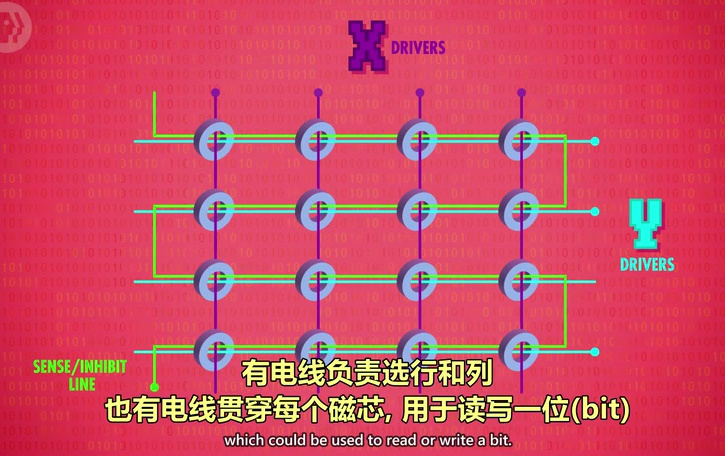 X DRIVERS
Y
DRIVERS
SENSE/INHIBIT
LINE
有电线负责选行和列
也有电线贯穿每个磁芯, 用于读写一位(bit)
which could be used to read or write a bit.